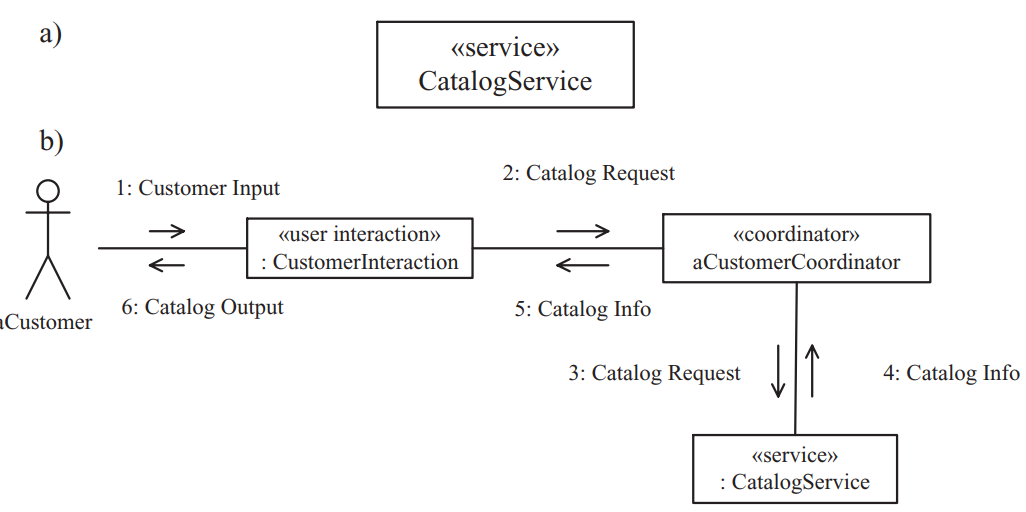 a)
«service»
CatalogService
b)
1: Customer Input
2: Catalog Request
«user interaction»
: CustomerInteraction
«coordinator»
aCustomerCoordinator
6: Catalog Output
5: Catalog Info
aCustomer
3: Catalog Request
4: Catalog Info
«service»
: CatalogService